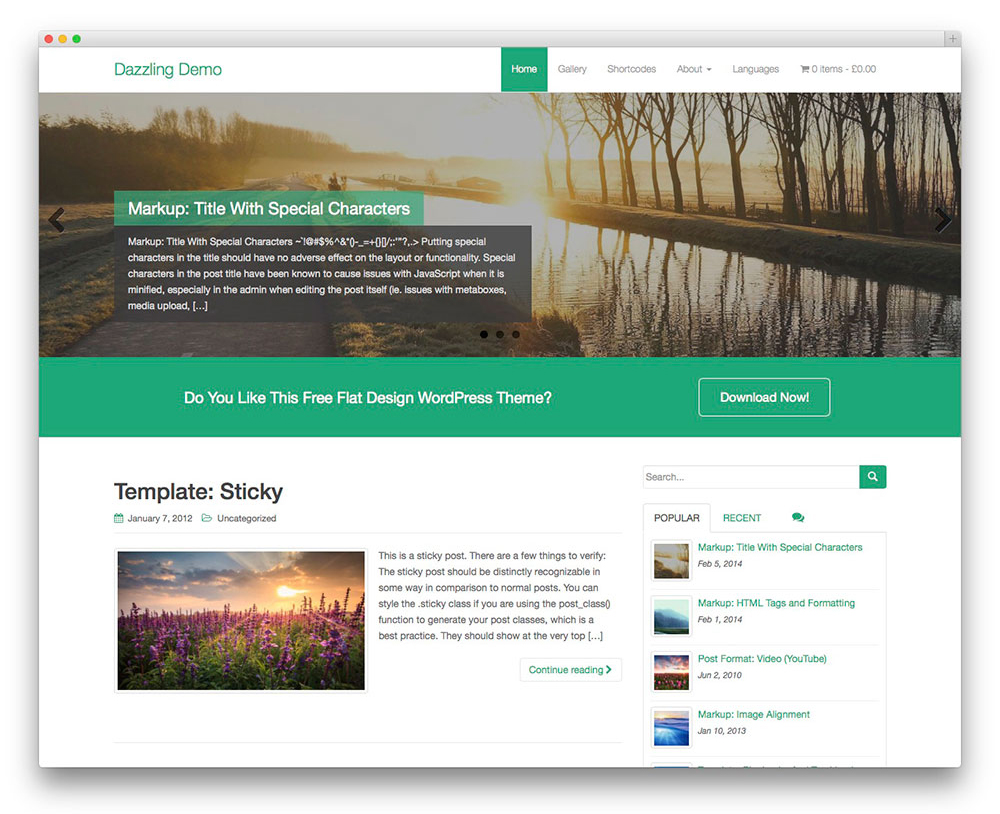 Dazzling Demo
Home Gallery Shortcodes About Languages 0 items - £0.00
Markup: Title With Special Characters
Markup: Title With Special Characters ~`!@#$%^&*()-_=+{}[]/;:'"?,.> Putting special
characters in the title should have no adverse effect on the layout or functionality. Special
characters in the post title have been known to cause issues with JavaScript when it is
minified, especially in the admin when editing the post itself (ie. issues with metaboxes,
media upload, […]
Do You Like This Free Flat Design WordPress Theme?
Download Now!
Template: Sticky
January 7, 2012 Uncategorized
This is a sticky post. There are a few things to verify:
The sticky post should be distinctly recognizable in
some way in comparison to normal posts. You can
style the .sticky class if you are using the post_class()
function to generate your post classes, which is a
best practice. They should show at the very top […]
Continue reading
Search...
POPULAR RECENT
Markup: Title With Special Characters
Feb 5, 2014
Markup: HTML Tags and Formatting
Feb 1, 2014
Post Format: Video (YouTube)
Jun 2, 2010
Markup: Image Alignment
Jan 10, 2013